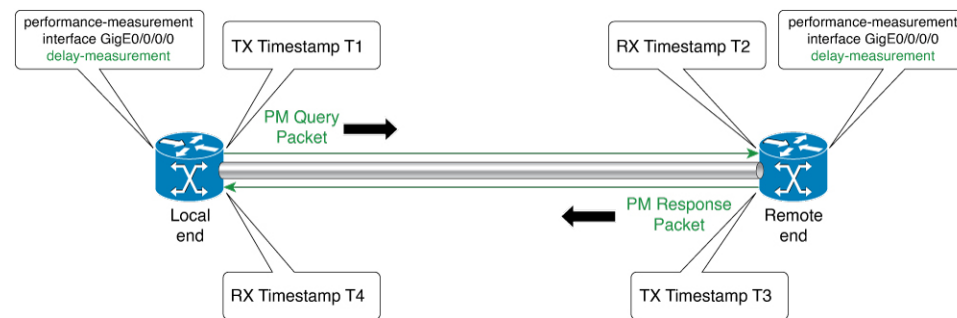 performance-measurement
interface GigE0/0/0/0
delay-measurement
TX Timestamp T1
RX Timestamp T2
performance-measurement
interface GigE0/0/0/0
delay-measurement
PM Query
Packet
Local
end
PM Response
Packet
Remote
end
RX Timestamp T4
TX Timestamp T3